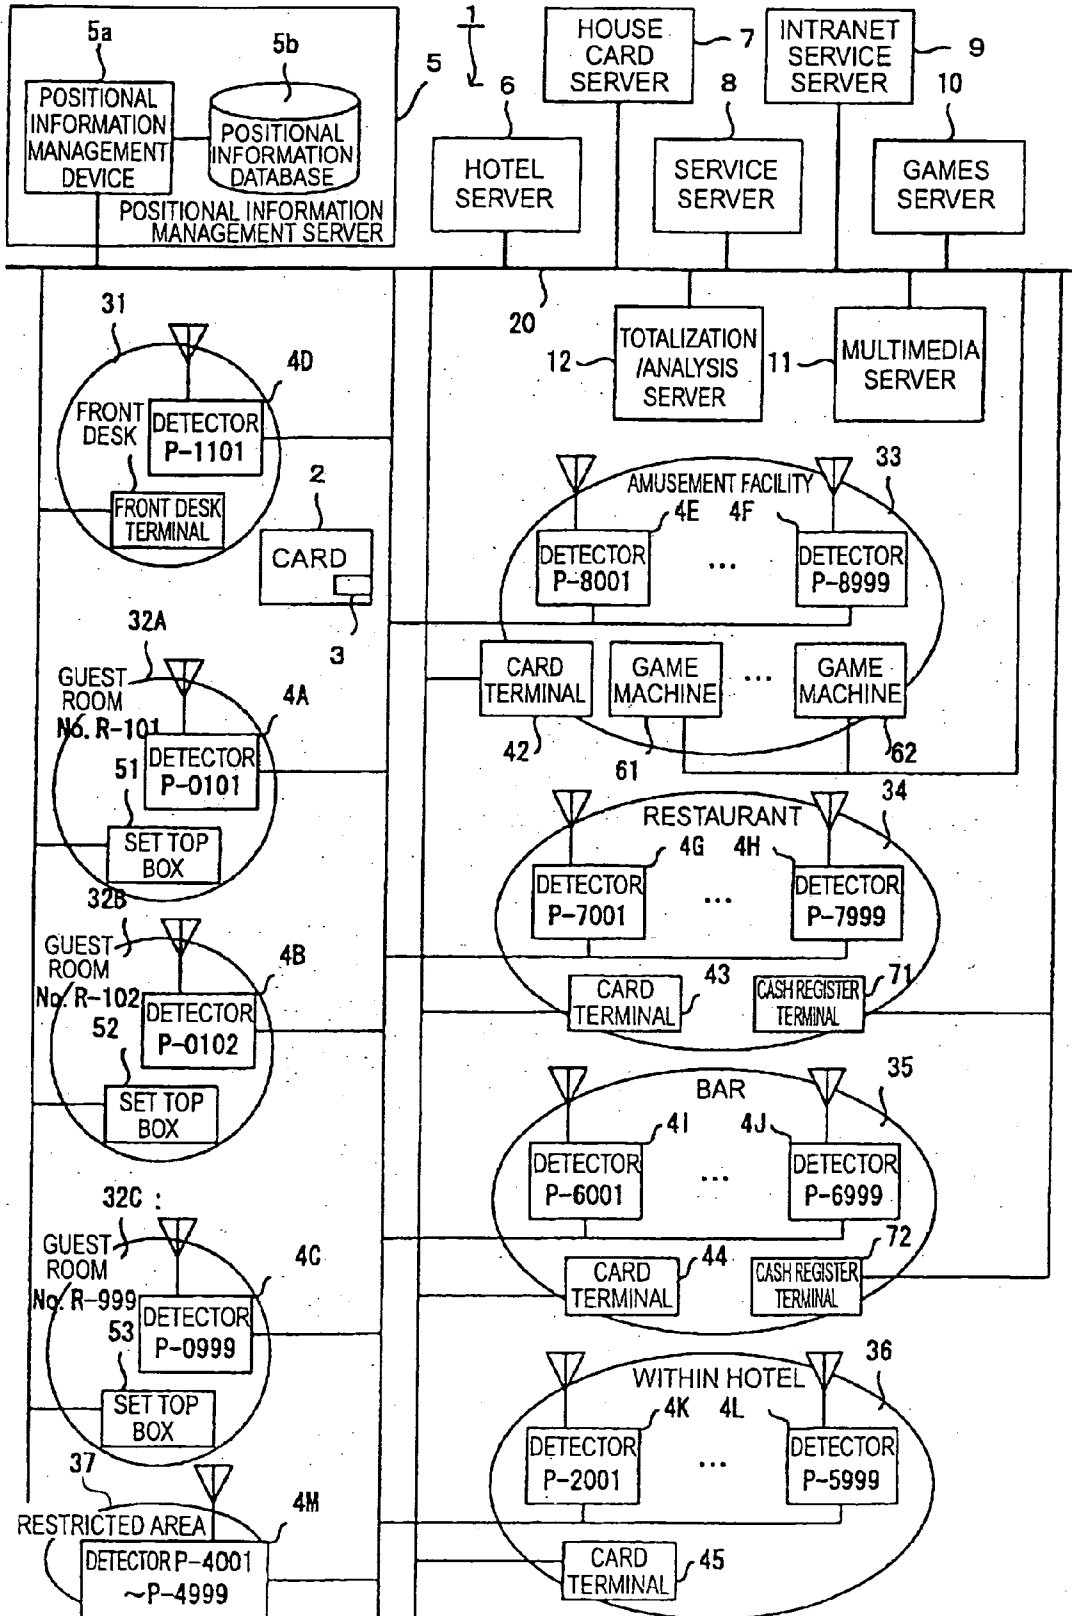 5a
5b
1
5
POSITIONAL
INFORMATION
MANAGEMENT
DEVICE
POSITIONAL
INFORMATION
DATABASE
POSITIONAL INFORMATION
MANAGEMENT SERVER
HOUSE
CARD
SERVER
7
INTRANET
SERVICE
SERVER
9
6
HOTEL
SERVER
8
SERVICE
SERVER
10
GAMES
SERVER
20
12
TOTALIZATION
/ANALYSIS
SERVER
11
MULTIMEDIA
SERVER
31
4D
FRONT
DESK
DETECTOR
P-1101
FRONT DESK
TERMINAL
2
CARD
3
33
AMUSEMENT FACILITY
4E
4F
DETECTOR
P-8001
...
DETECTOR
P-8999
CARD
TERMINAL
GAME
MACHINE
...
GAME
MACHINE
42
61
62
32A
GUEST
ROOM
No. R-101
4A
DETECTOR
P-0101
51
SET TOP
BOX
34
RESTAURANT
4G
4H
DETECTOR
P-7001
...
DETECTOR
P-7999
CARD
TERMINAL
43
CASH REGISTER
TERMINAL
71
32B
GUEST
ROOM
No. R-102
4B
DETECTOR
P-0102
52
SET TOP
BOX
35
BAR
4I
4J
DETECTOR
P-6001
...
DETECTOR
P-6999
CARD
TERMINAL
44
CASH REGISTER
TERMINAL
72
32C :
GUEST
ROOM
No. R-999
4C
DETECTOR
P-0999
53
SET TOP
BOX
36
WITHIN HOTEL
4K
4L
DETECTOR
P-2001
...
DETECTOR
P-5999
CARD
TERMINAL
45
37
RESTRICTED AREA
4M
DETECTOR P-4001
~P-4999